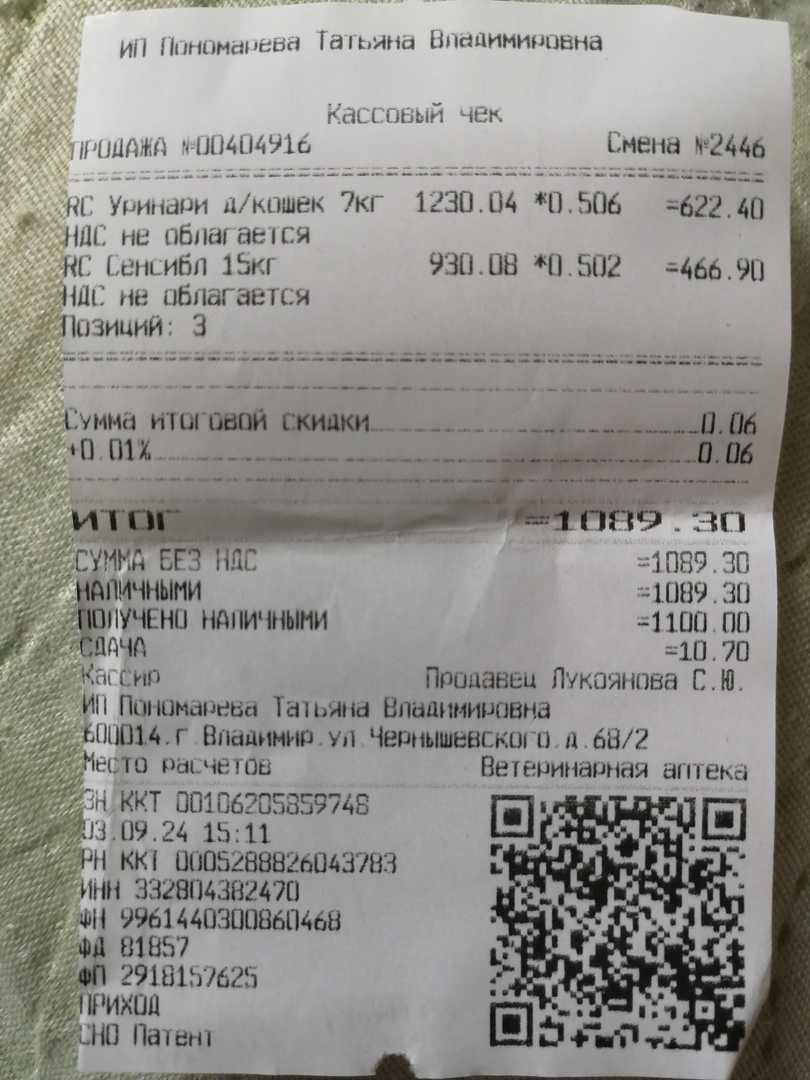 ИП Пономарева Татьяна Владимировна
Кассовый чек
ПРОДАЖА №00404916 Смена №2446
RC Уринари д/кошек 7кг 1230.04 *0.506 =622.40
НДС не облагается
RC Сенсибл 15кг 930.08 *0.502 =466.90
НДС не облагается
Позиций: 3
Сумма итоговой скидки 0.06
+0.01% 0.06
ИТОГ =1089.30
СУММА БЕЗ НДС =1089.30
НАЛИЧНЫМИ =1089.30
ПОЛУЧЕНО НАЛИЧНЫМИ =1100.00
СДАЧА =10.70
Кассир Продавец Лукоянова С.Ю.
ИП Пономарева Татьяна Владимировна
600014.г.Владимир.ул.Чернышевского.д.68/2
Место расчетов Ветеринарная аптека
ЗН ККТ 00106205859748
03.09.24 15:11
РН ККТ 0005288826043783
ИНН 332804382470
ФН 9961440300860468
ФД 81857
ФП 2918157625
ПРИХОД
СНО Патент